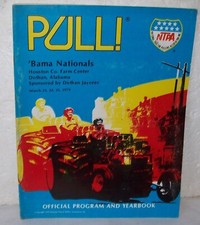 PULL!®
NTPA
'Bama Nationals
Houston Co. Farm Center
Dothan, Alabama
Sponsored by Dothan Jaycees
OFFICIAL PROGRAM AND YEARBOOK